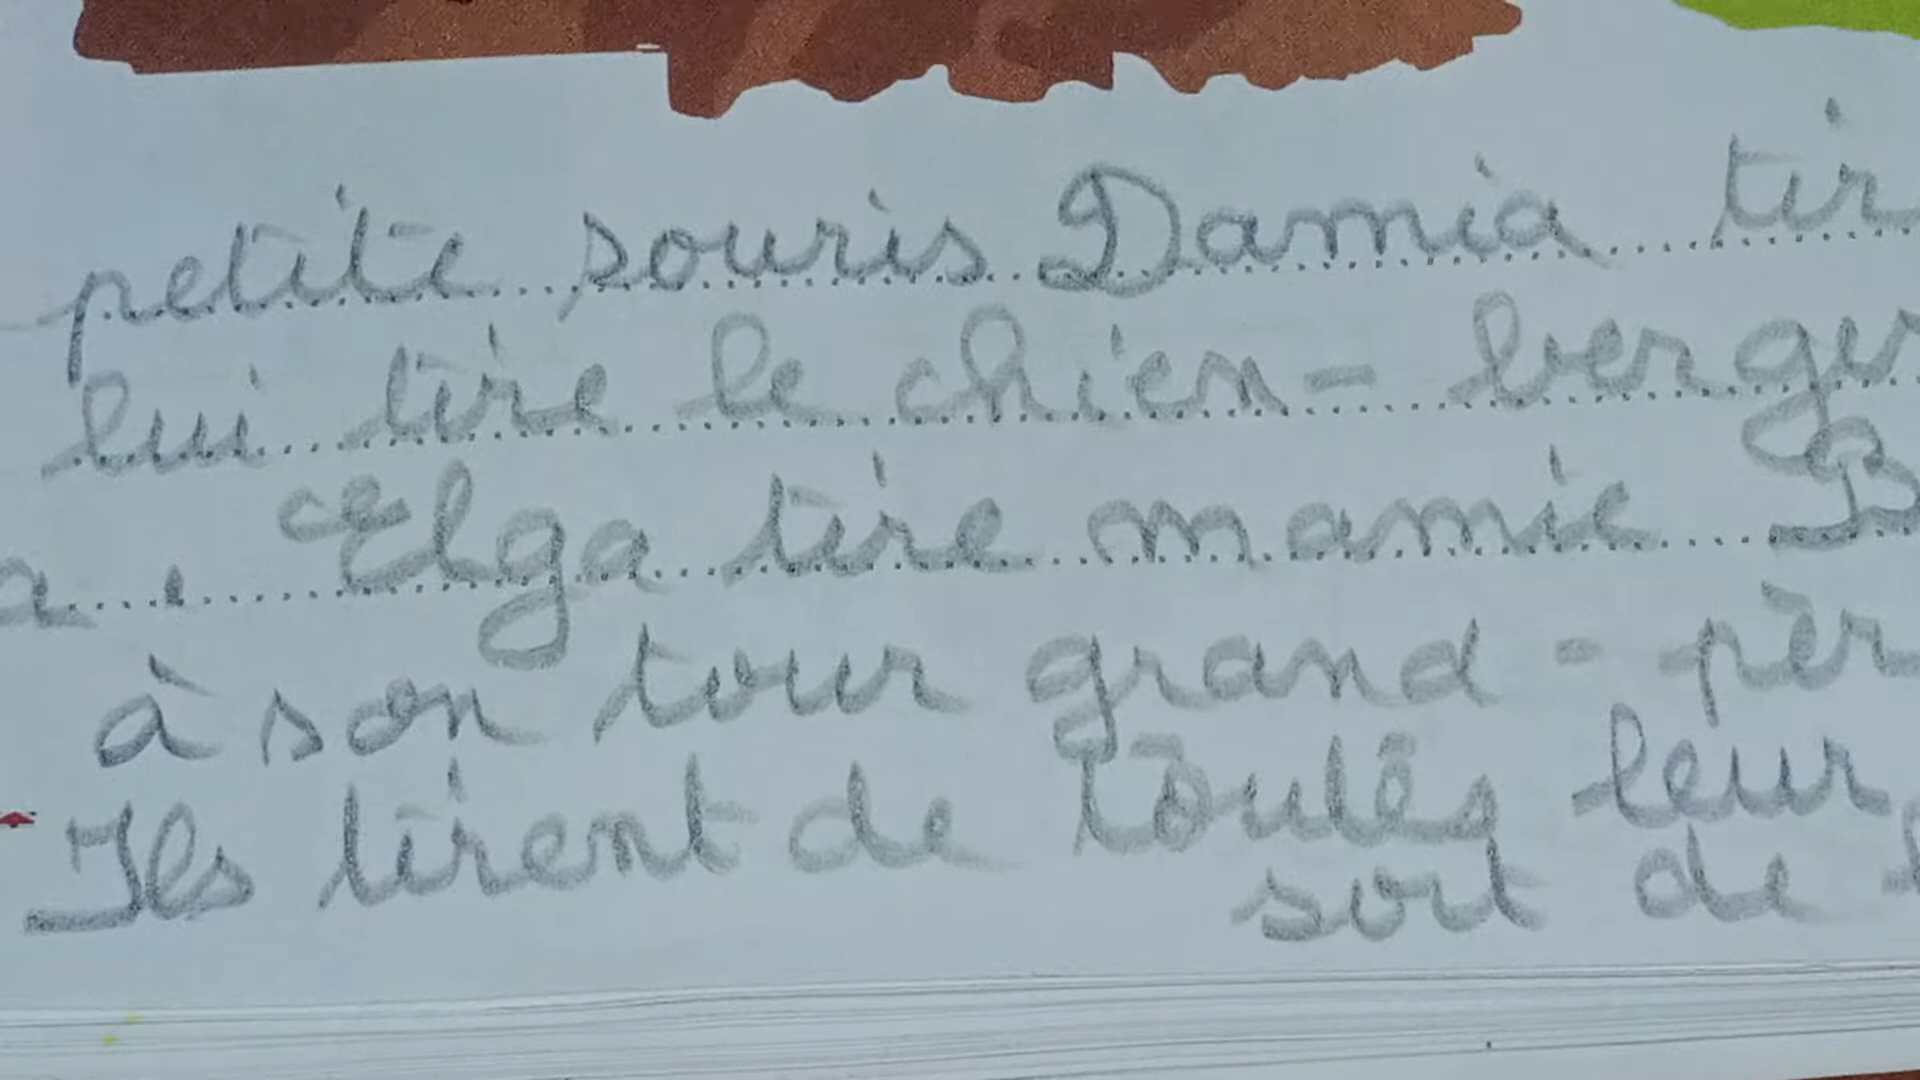 petite souris Damia tir
lui tire le chien - berger
a. Elga tire mamie B
à son tour grand - pèr
Ils tirent de toutes leur
sort de